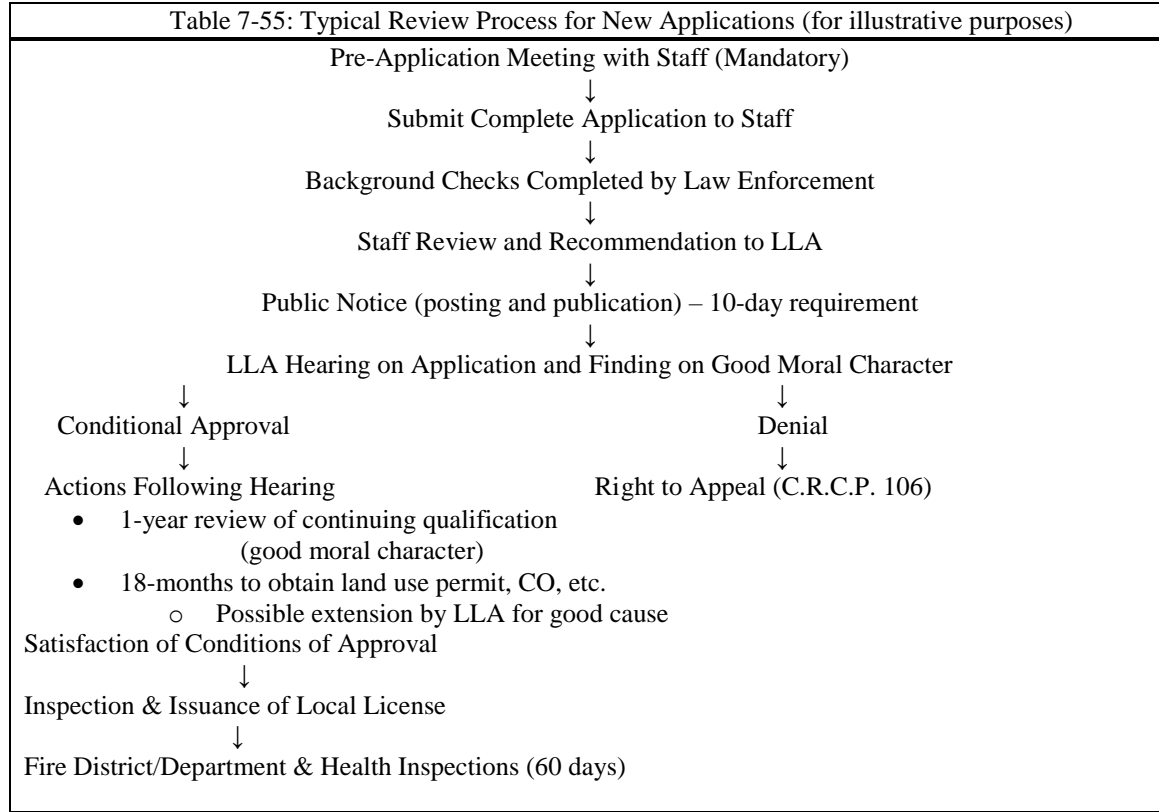 Table 7-55: Typical Review Process for New Applications (for illustrative purposes)
Pre-Application Meeting with Staff (Mandatory)
↓
Submit Complete Application to Staff
↓
Background Checks Completed by Law Enforcement
↓
Staff Review and Recommendation to LLA
↓
Public Notice (posting and publication) – 10-day requirement
↓
LLA Hearing on Application and Finding on Good Moral Character
↓ ↓
Conditional Approval Denial
↓ ↓
Actions Following Hearing Right to Appeal (C.R.C.P. 106)
• 1-year review of continuing qualification
(good moral character)
• 18-months to obtain land use permit, CO, etc.
o Possible extension by LLA for good cause
Satisfaction of Conditions of Approval
↓
Inspection & Issuance of Local License
↓
Fire District/Department & Health Inspections (60 days)